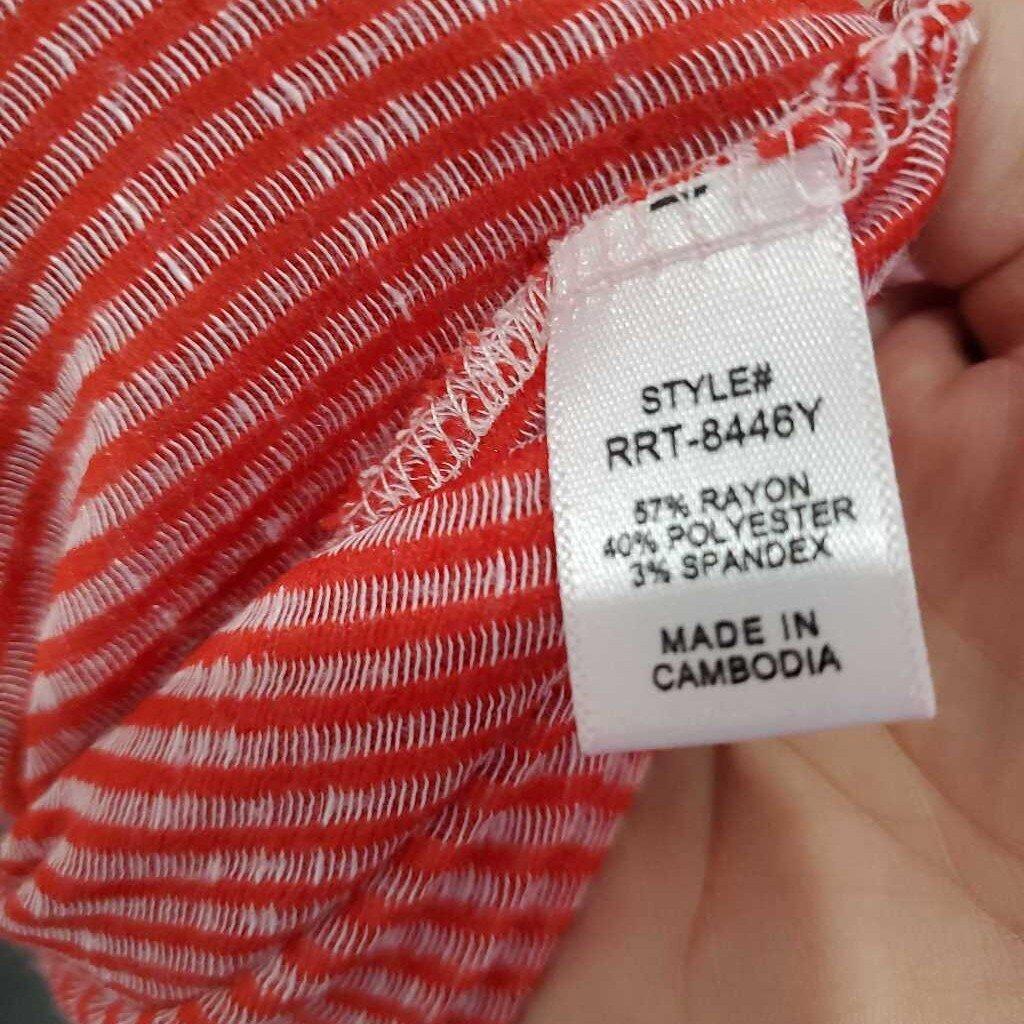 STYLE#
RRT-8446Y
57% RAYON
40% POLYESTER
3% SPANDEX
MADE IN
CAMBODIA